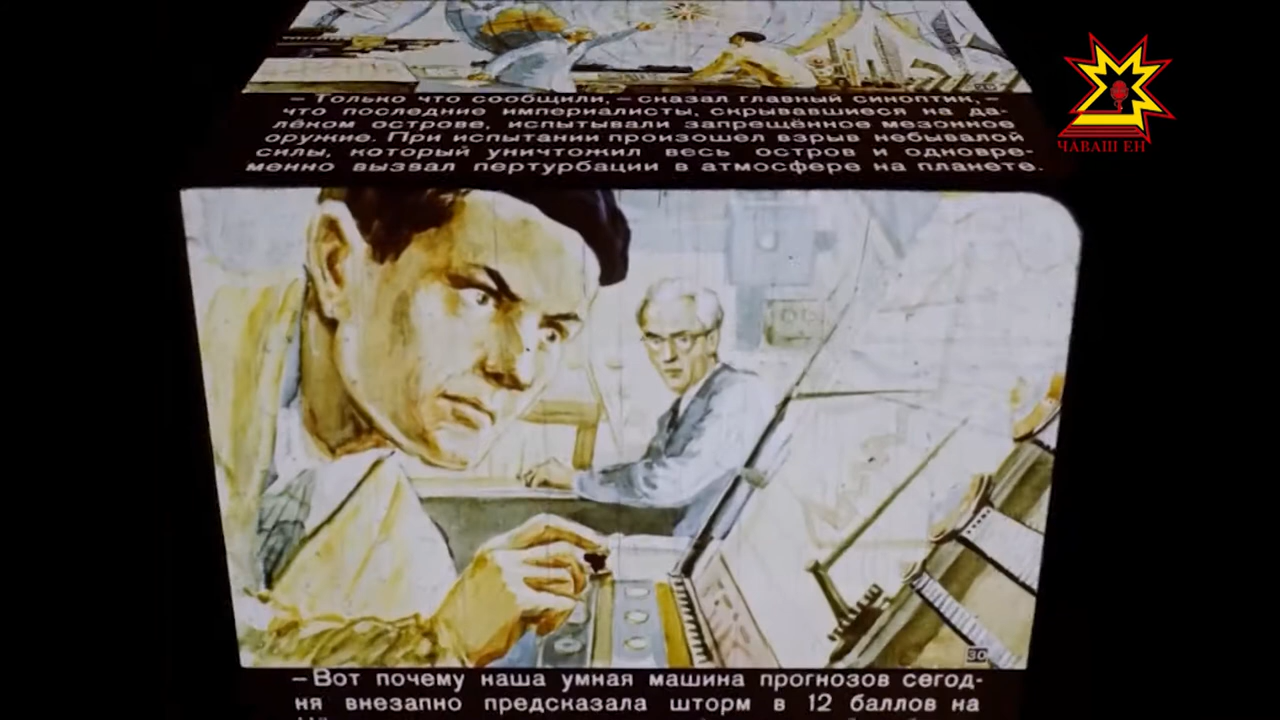 ЧАВАШ ЕН
— Только что сообщили, — сказал главный синоптик, —
что последние империалисты, скрывавшиеся на да-
лёком острове, испытывали запрещённое мезонное
оружие. При испытании произошел взрыв небывалой
силы, который уничтожил весь остров и одновре-
менно вызвал пертурбации в атмосфере на планете.
30
— Вот почему наша умная машина прогнозов сегод-
ня внезапно предсказала шторм в 12 баллов на